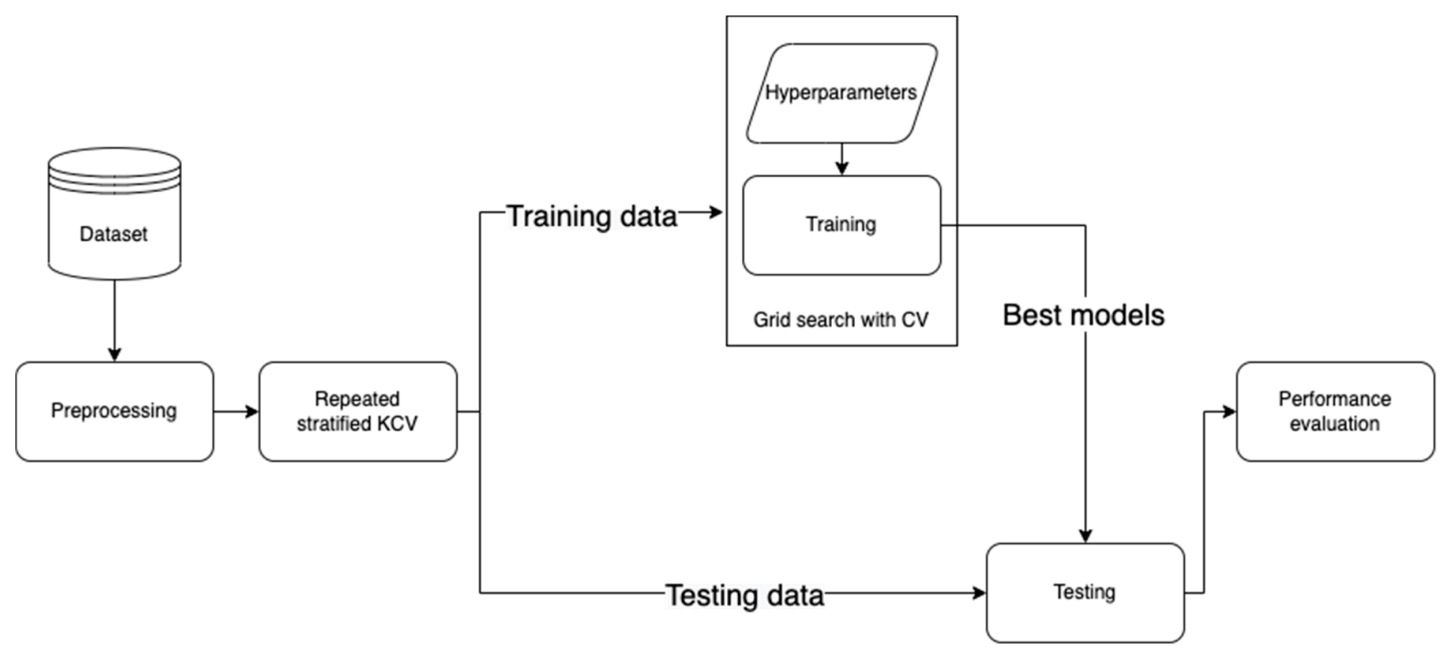 Dataset
Preprocessing
Repeated
stratified KCV
Training data
Hyperparameters
Training
Grid search with CV
Best models
Testing data
Testing
Performance
evaluation